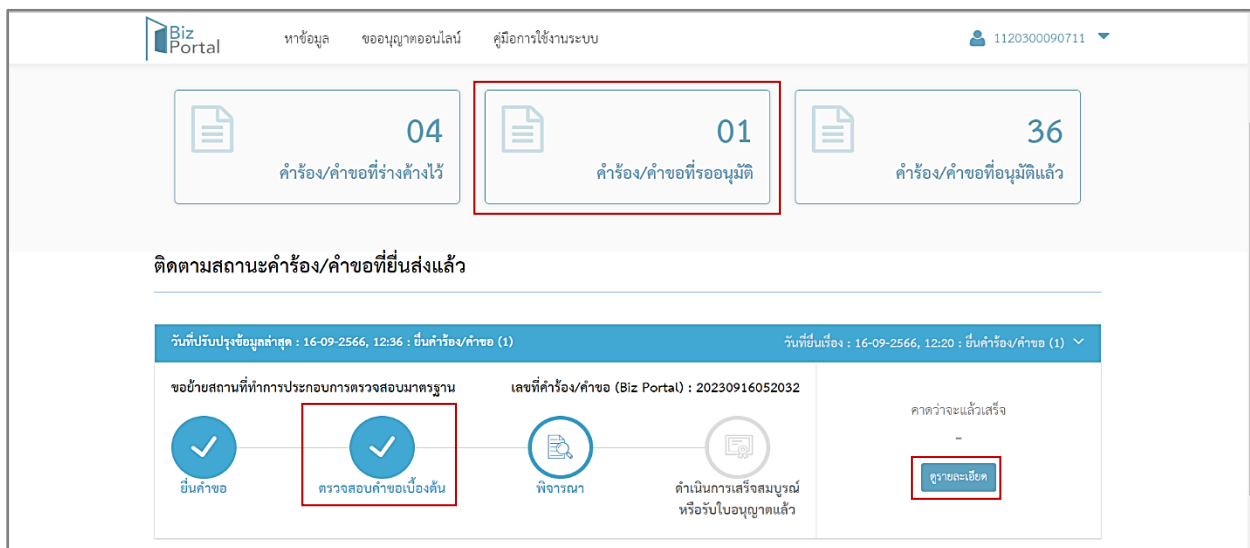 Biz
Portal
หาข้อมูล ขออนุญาตออนไลน์ คู่มือการใช้งานระบบ 1120300090711
04
คำร้อง/คำขอที่ร่างค้างไว้
01
คำร้อง/คำขอที่รออนุมัติ
36
คำร้อง/คำขอที่อนุมัติแล้ว
ติดตามสถานะคำร้อง/คำขอที่ยื่นส่งแล้ว
วันที่ปรับปรุงข้อมูลล่าสุด : 16-09-2566, 12:36 : ยื่นคำร้อง/คำขอ (1) วันที่ยื่นเรื่อง : 16-09-2566, 12:20 : ยื่นคำร้อง/คำขอ (1)
ขอย้ายสถานที่ทำการประกอบการตรวจสอบมาตรฐาน เลขที่คำร้อง/คำขอ (Biz Portal) : 20230916052032
ยื่นคำขอ
ตรวจสอบคำขอเบื้องต้น
พิจารณา
ดำเนินการเสร็จสมบูรณ์
หรือรับใบอนุญาตแล้ว
คาดว่าจะแล้วเสร็จ
-
ดูรายละเอียด